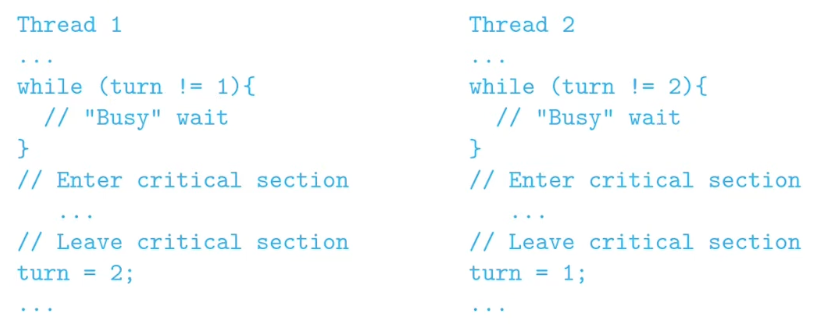 Thread 1
...
while (turn != 1){
// "Busy" wait
}
// Enter critical section
...
// Leave critical section
turn = 2;
...
Thread 2
...
while (turn != 2){
// "Busy" wait
}
// Enter critical section
...
// Leave critical section
turn = 1;
...